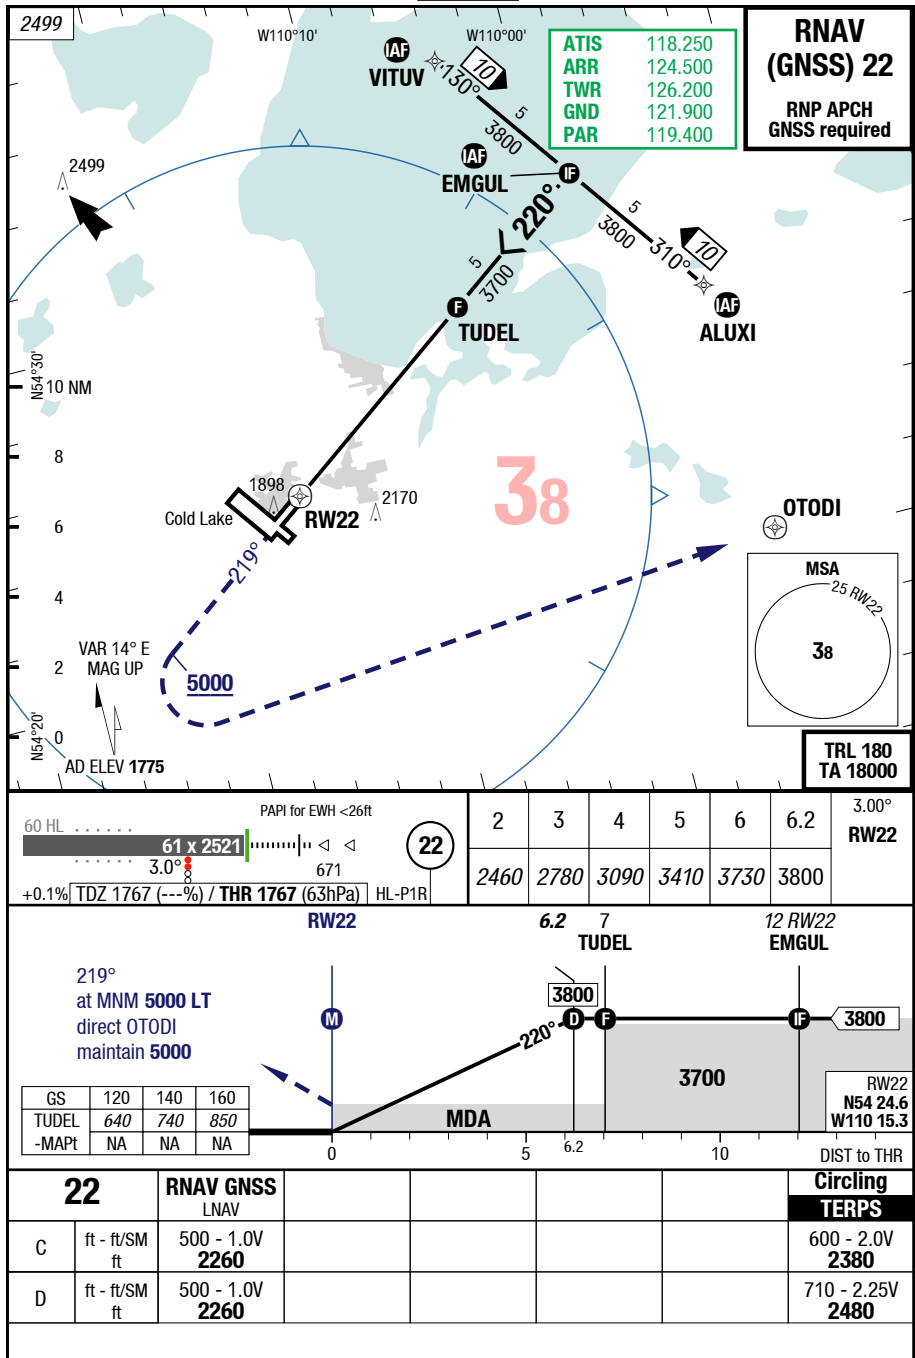 2499
W110°10'
W110°00'
RNAV
(GNSS) 22
RNP APCH
GNSS required
ATIS 118.250
ARR 124.500
TWR 126.200
GND 121.900
PAR 119.400
IAF
VITUV
130°
10
5
3800
2499
IAF
EMGUL
IF
220°
5
3800
310°
10
IAF
ALUXI
5
3700
F
TUDEL
N54°30'
10 NM
8
6
4
2
0
38
1898
2170
Cold Lake
RW22
OTODI
219°
5000
MSA
25 RW22
38
VAR 14° E
MAG UP
N54°20'
AD ELEV 1775
TRL 180
TA 18000
60 HL
PAPI for EWH <26ft
61 x 2521
3.0°
671
22
+0.1% TDZ 1767 (---%) / THR 1767 (63hPa) HL-P1R
2 3 4 5 6 6.2 3.00°
RW22
2460 2780 3090 3410 3730 3800
RW22
6.2 7
TUDEL
12 RW22
EMGUL
219°
at MNM 5000 LT
direct OTODI
maintain 5000
M
3800
D F IF
3800
220°
3700
MDA
RW22
N54 24.6
W110 15.3
GS 120 140 160
TUDEL 640 740 850
-MAPt NA NA NA
0 5 6.2 10 DIST to THR
22 RNAV GNSS
LNAV
Circling
TERPS
C ft - ft/SM
ft
500 - 1.0V
2260
600 - 2.0V
2380
D ft - ft/SM
ft
500 - 1.0V
2260
710 - 2.25V
2480